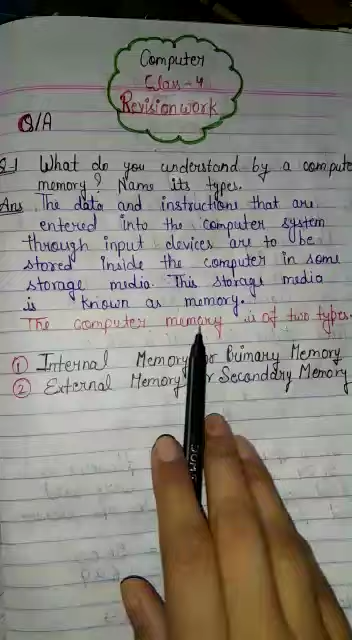 Computer
Class-4
Revision work
Q/A
Q.1 What do you understand by a compute
memory? Name its types.
Ans The data and instructions that are
entered into the computer system
through input devices are to be
stored inside the computer in some
storage media. This storage media
is known as memory.
The computer memory is of two types.
① Internal Memory or Primary Memory
② External Memory or Secondary Memory